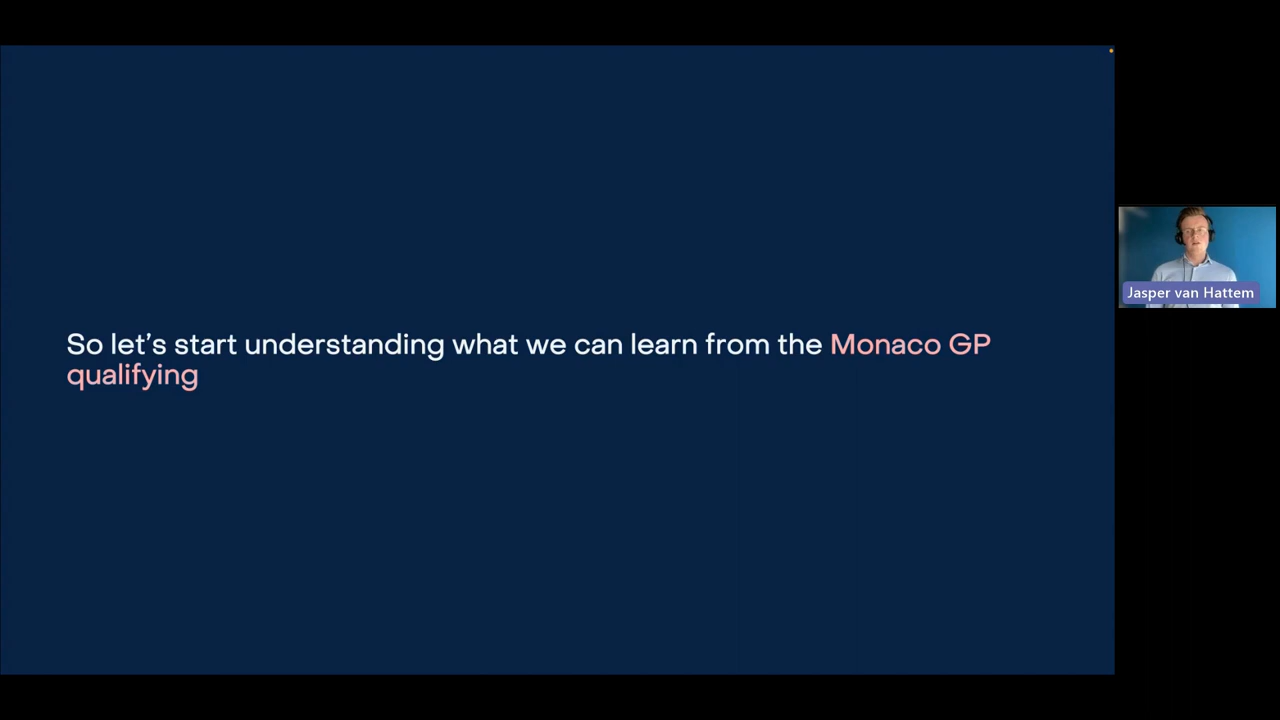 So let’s start understanding what we can learn from the Monaco GP
qualifying
Jasper van Hattem